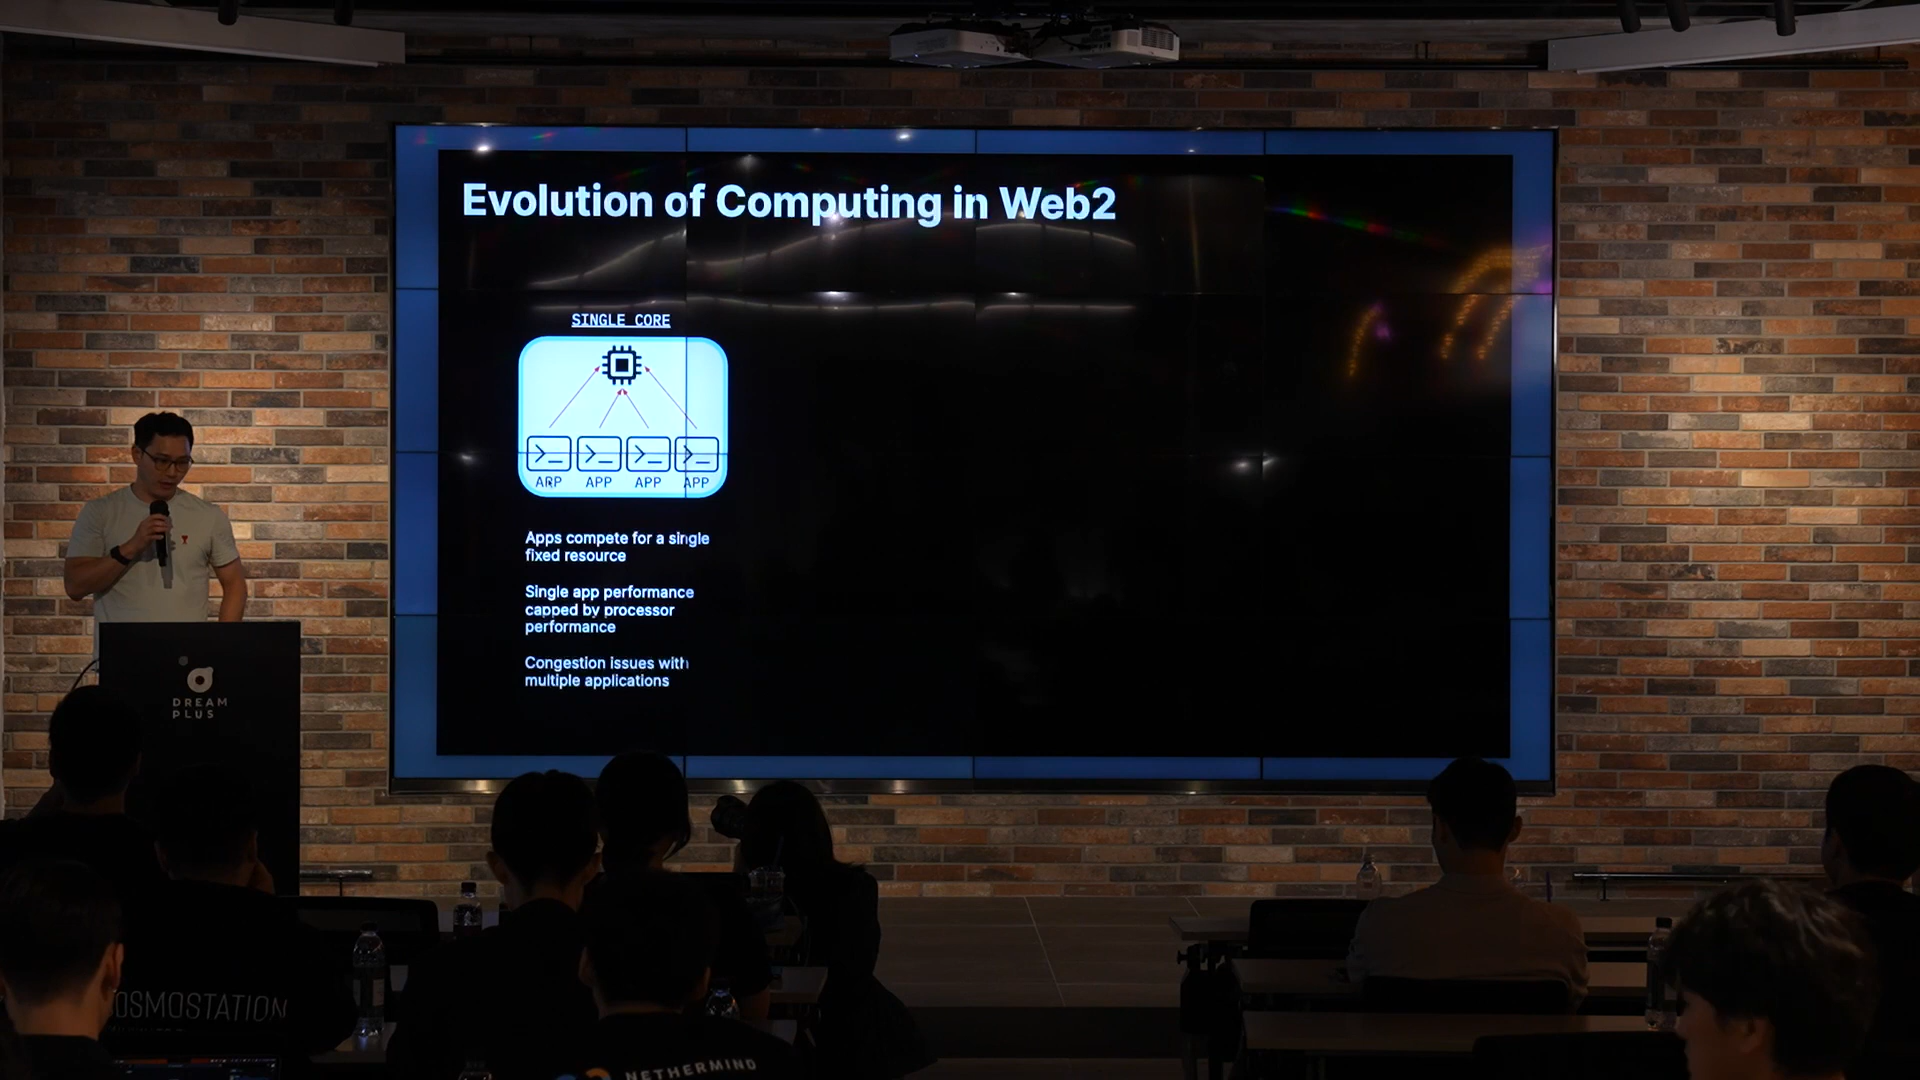 Evolution of Computing in Web2
SINGLE CORE
APP APP APP APP
Apps compete for a single
fixed resource
Single app performance
capped by processor
performance
Congestion issues with
multiple applications
DREAM
PLUS
OSMOSTATION
NETHERMIND